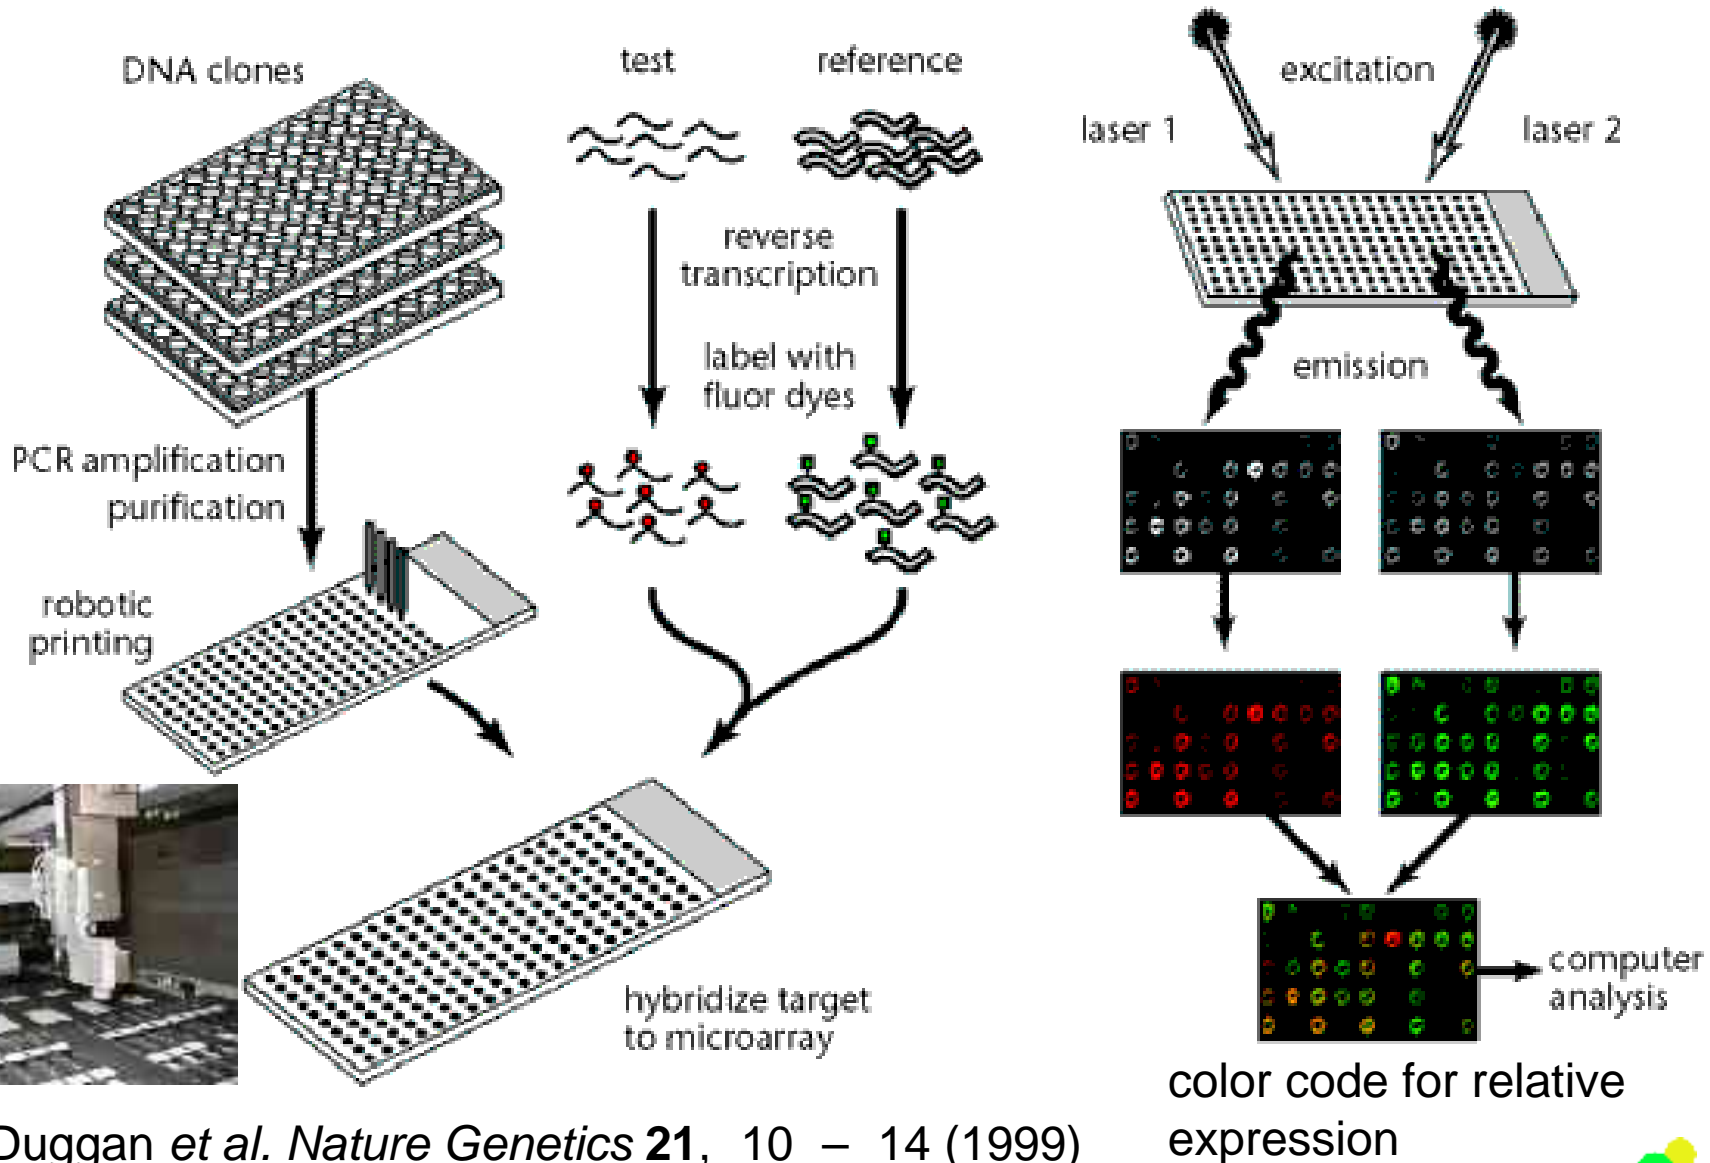 DNA clones
PCR amplification
purification
robotic
printing
test
reference
reverse
transcription
label with
fluor dyes
hybridize target
to microarray
excitation
laser 1
laser 2
emission
computer
analysis
color code for relative
expression
Duggan et al. Nature Genetics 21, 10 – 14 (1999)